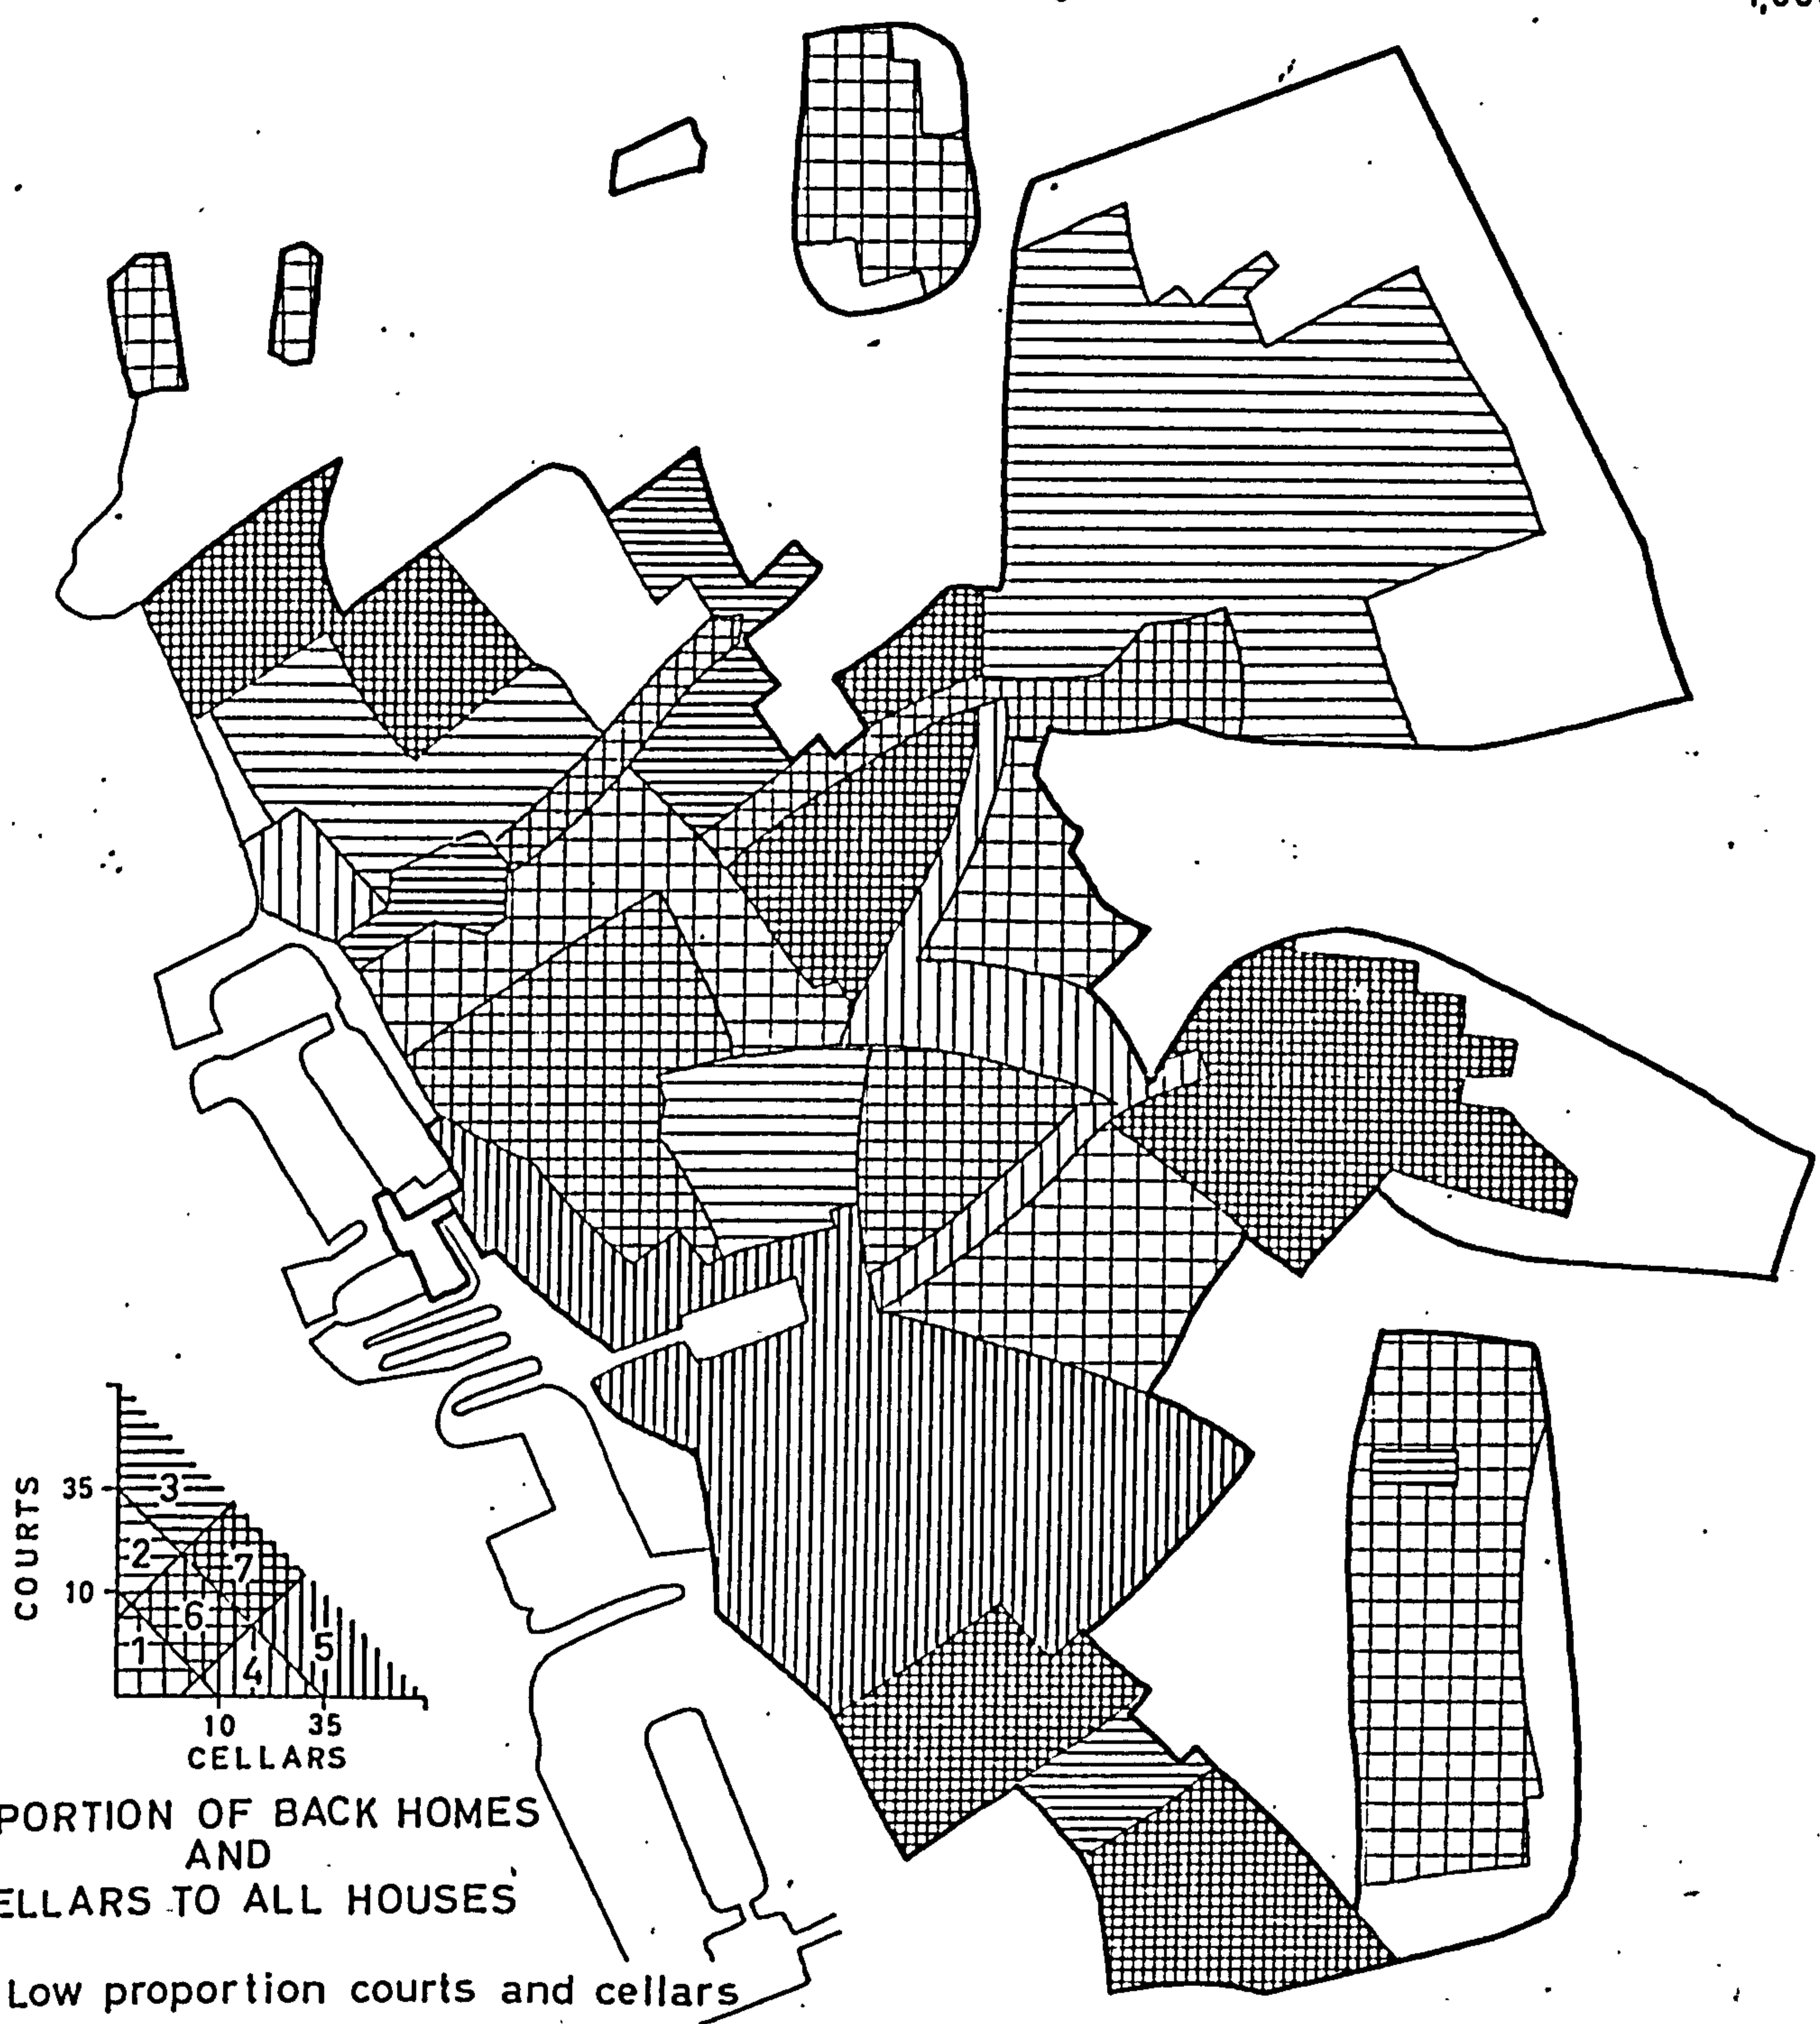 COURTS
35
10
3
2
7
6
1
5
4
10 35
CELLARS
PORTION OF BACK HOMES
AND
ELLARS TO ALL HOUSES
Low proportion courts and cellars